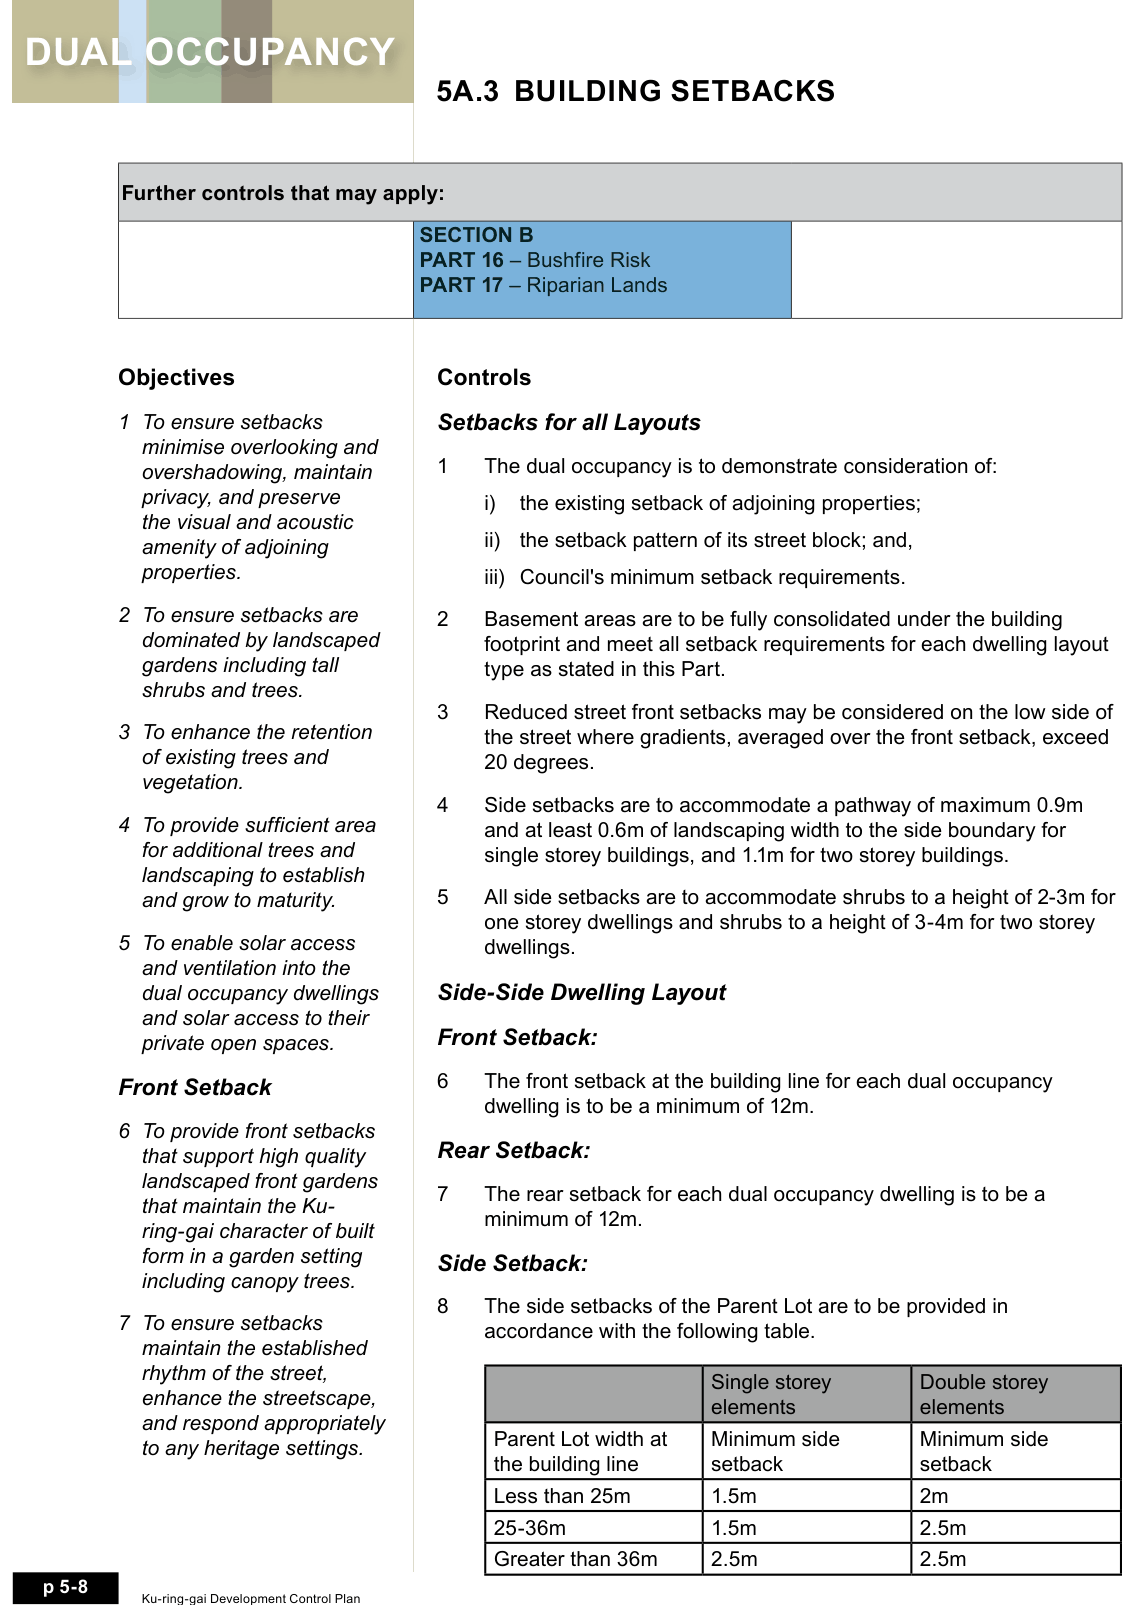 DUAL OCCUPANCY
5A.3 BUILDING SETBACKS
Further controls that may apply:
SECTION B
PART 16 – Bushfire Risk
PART 17 – Riparian Lands
Objectives
1 To ensure setbacks
minimise overlooking and
overshadowing, maintain
privacy, and preserve
the visual and acoustic
amenity of adjoining
properties.
2 To ensure setbacks are
dominated by landscaped
gardens including tall
shrubs and trees.
3 To enhance the retention
of existing trees and
vegetation.
4 To provide sufficient area
for additional trees and
landscaping to establish
and grow to maturity.
5 To enable solar access
and ventilation into the
dual occupancy dwellings
and solar access to their
private open spaces.
Front Setback
6 To provide front setbacks
that support high quality
landscaped front gardens
that maintain the Ku-
ring-gai character of built
form in a garden setting
including canopy trees.
7 To ensure setbacks
maintain the established
rhythm of the street,
enhance the streetscape,
and respond appropriately
to any heritage settings.
Controls
Setbacks for all Layouts
1 The dual occupancy is to demonstrate consideration of:
i) the existing setback of adjoining properties;
ii) the setback pattern of its street block; and,
iii) Council's minimum setback requirements.
2 Basement areas are to be fully consolidated under the building
footprint and meet all setback requirements for each dwelling layout
type as stated in this Part.
3 Reduced street front setbacks may be considered on the low side of
the street where gradients, averaged over the front setback, exceed
20 degrees.
4 Side setbacks are to accommodate a pathway of maximum 0.9m
and at least 0.6m of landscaping width to the side boundary for
single storey buildings, and 1.1m for two storey buildings.
5 All side setbacks are to accommodate shrubs to a height of 2-3m for
one storey dwellings and shrubs to a height of 3-4m for two storey
dwellings.
Side-Side Dwelling Layout
Front Setback:
6 The front setback at the building line for each dual occupancy
dwelling is to be a minimum of 12m.
Rear Setback:
7 The rear setback for each dual occupancy dwelling is to be a
minimum of 12m.
Side Setback:
8 The side setbacks of the Parent Lot are to be provided in
accordance with the following table.
Single storey Double storey
elements elements
Parent Lot width at Minimum side Minimum side
the building line setback setback
Less than 25m 1.5m 2m
25-36m 1.5m 2.5m
Greater than 36m 2.5m 2.5m
p 5-8
Ku-ring-gai Development Control Plan